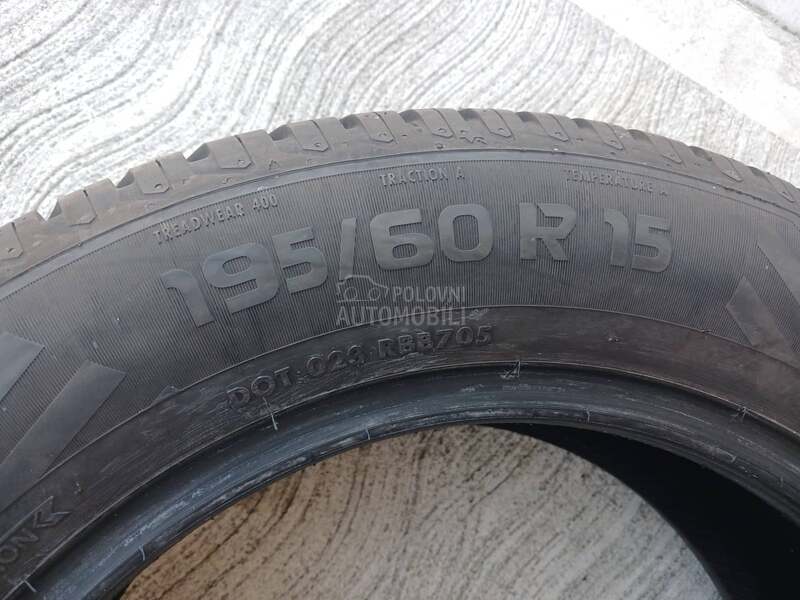 TREADWEAR 400 TRACTION A TEMPERATURE A
195/60 R 15
POLOVNI
AUTOMOBILI
DOT 023 RBB705